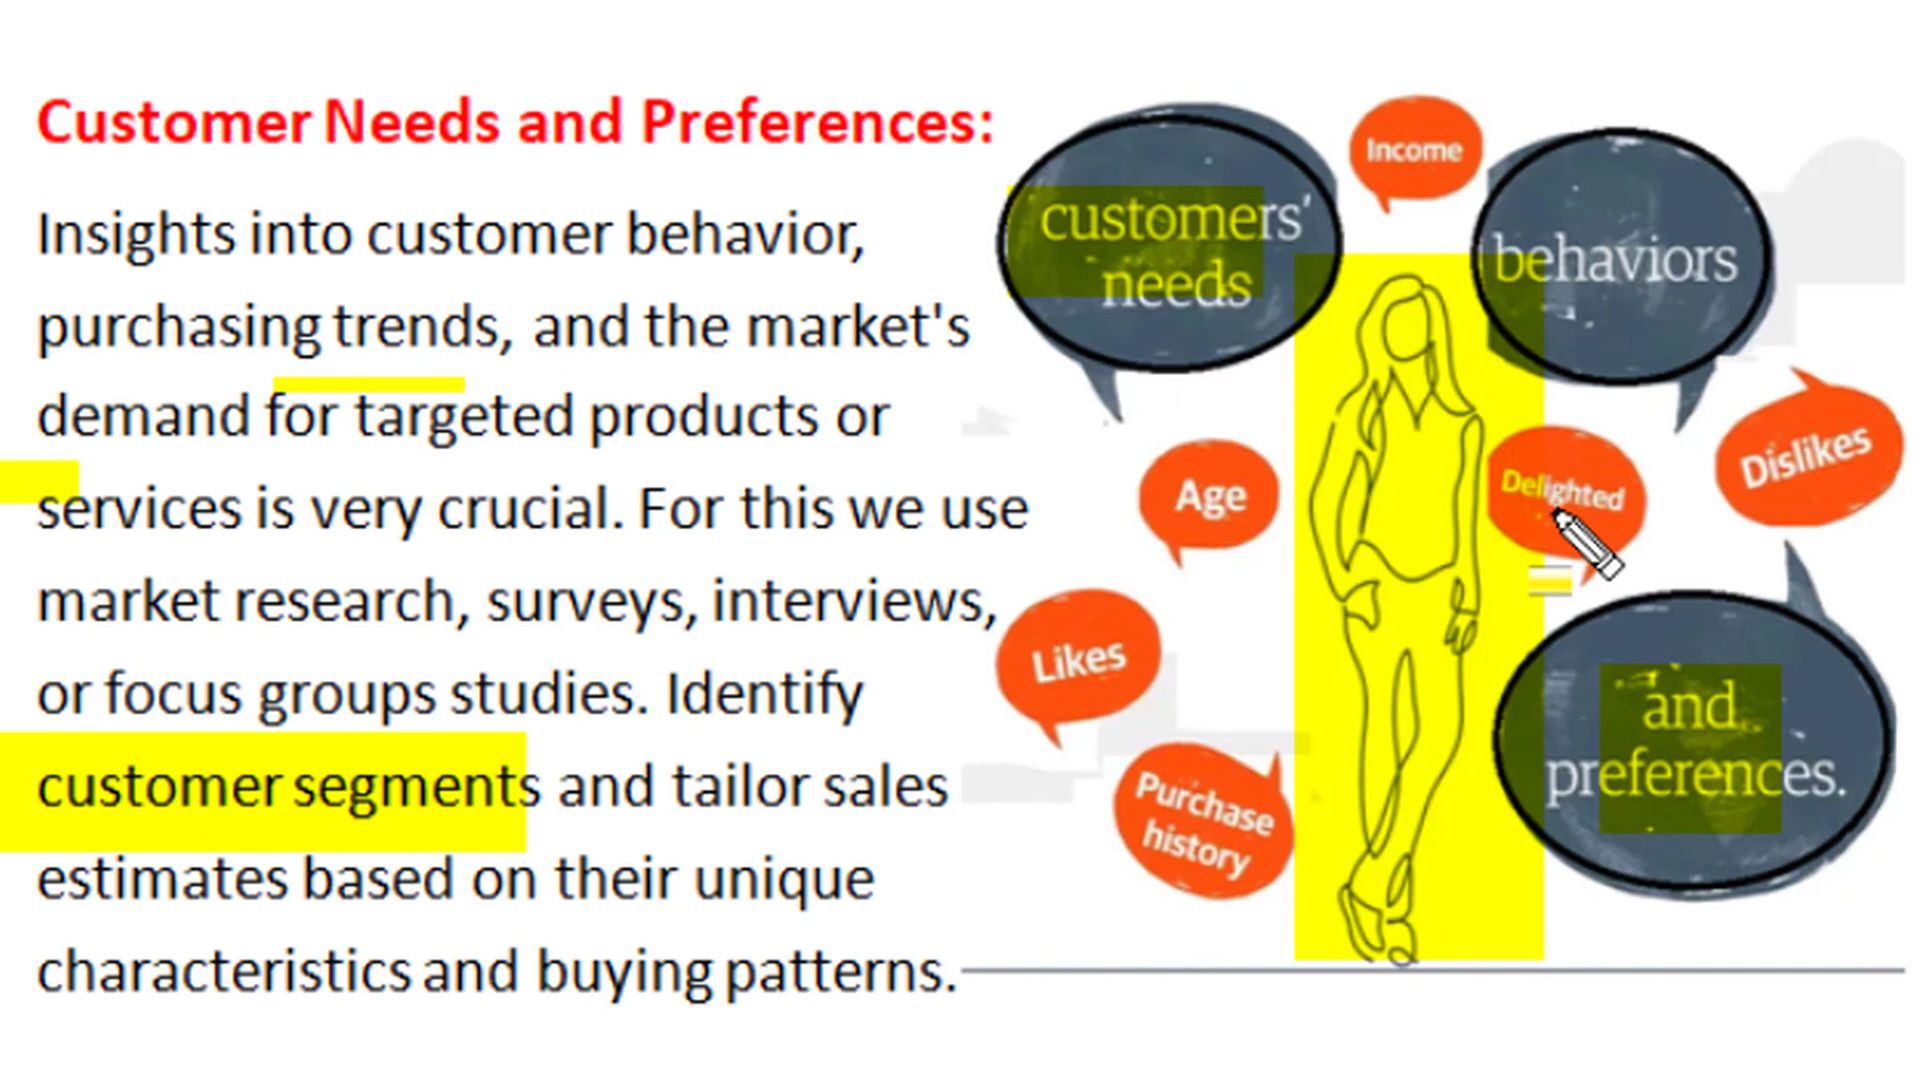 Customer Needs and Preferences:
Insights into customer behavior,
purchasing trends, and the market's
demand for targeted products or
services is very crucial. For this we use
market research, surveys, interviews,
or focus groups studies. Identify
customer segments and tailor sales
estimates based on their unique
characteristics and buying patterns.
customers'
needs
Income
behaviors
Age
Delighted
Dislikes
Likes
Purchase
history
and
preferences.